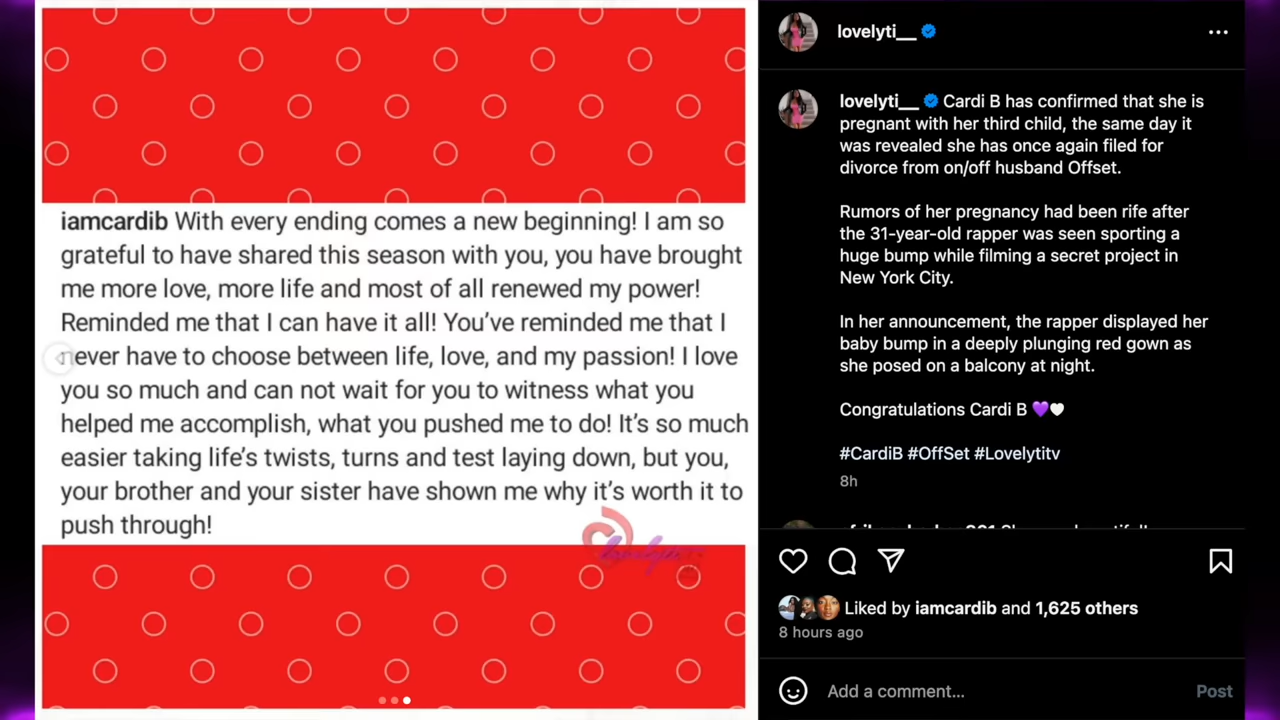 iamcardib With every ending comes a new beginning! I am so
grateful to have shared this season with you, you have brought
me more love, more life and most of all renewed my power!
Reminded me that I can have it all! You've reminded me that I
never have to choose between life, love, and my passion! I love
you so much and can not wait for you to witness what you
helped me accomplish, what you pushed me to do! It's so much
easier taking life's twists, turns and test laying down, but you,
your brother and your sister have shown me why it's worth it to
push through!
lovelyti__
lovelyti__ Cardi B has confirmed that she is
pregnant with her third child, the same day it
was revealed she has once again filed for
divorce from on/off husband Offset.
Rumors of her pregnancy had been rife after
the 31-year-old rapper was seen sporting a
huge bump while filming a secret project in
New York City.
In her announcement, the rapper displayed her
baby bump in a deeply plunging red gown as
she posed on a balcony at night.
Congratulations Cardi B 💜🤍
#CardiB #OffSet #Lovelytitv
8h
Liked by iamcardib and 1,625 others
8 hours ago
Add a comment...
Post